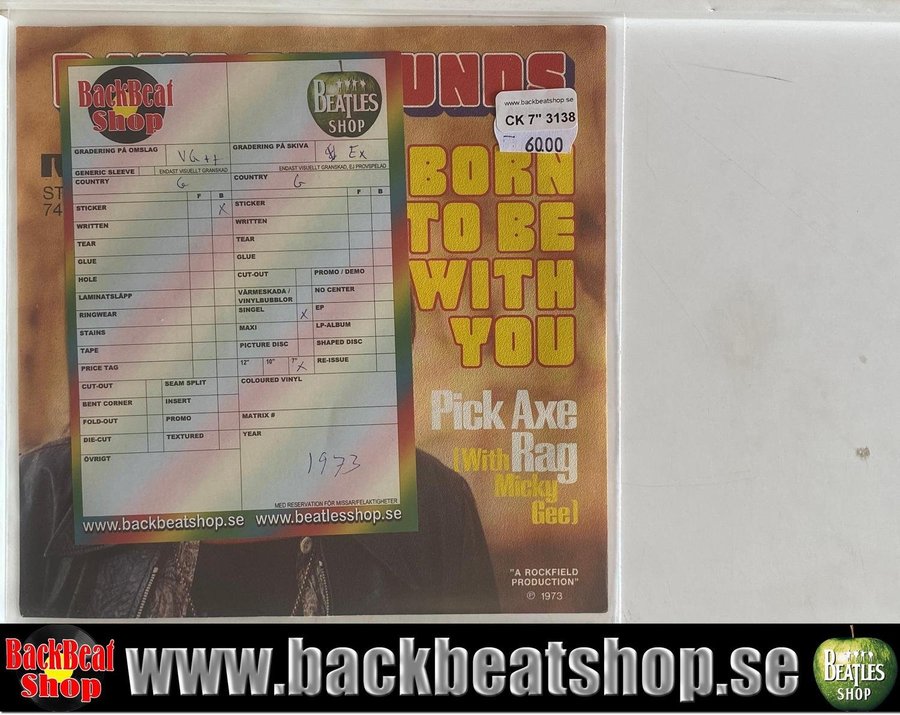 UNDS
BORN
TO BE
WITH
YOU
Pick Axe
Rag
(With
Micky
Gee)
"A ROCKFIELD
PRODUCTION"
℗ 1973
www.backbeatshop.se
CK 7" 3138
60.00
ST
74
BackBeat
Shop
BEATLES
SHOP
GRADERING PÅ OMSLAG VG++
GRADERING PÅ SKIVA Ex
GENERIC SLEEVE
ENDAST VISUELLT GRANSKAD
ENDAST VISUELLT GRANSKAD, EJ PROVSPELAD
COUNTRY G
COUNTRY G
F B
F B
STICKER X
WRITTEN
TEAR
GLUE
HOLE
LAMINATSLÄPP
RINGWEAR
STAINS
TAPE
PRICE TAG
STICKER
WRITTEN
TEAR
GLUE
CUT-OUT PROMO / DEMO
VÄRMESKADA /
VINYLBUBBLOR
NO CENTER
SINGEL X EP
MAXI LP-ALBUM
PICTURE DISC SHAPED DISC
12" 10" 7" X RE-ISSUE
CUT-OUT SEAM SPLIT
BENT CORNER INSERT
FOLD-OUT PROMO
DIE-CUT TEXTURED
ÖVRIGT
COLOURED VINYL
MATRIX #
YEAR
1973
MED RESERVATION FÖR MISSAR/FELAKTIGHETER
www.backbeatshop.se www.beatlesshop.se
BackBeat
Shop
www.backbeatshop.se
BEATLES
SHOP